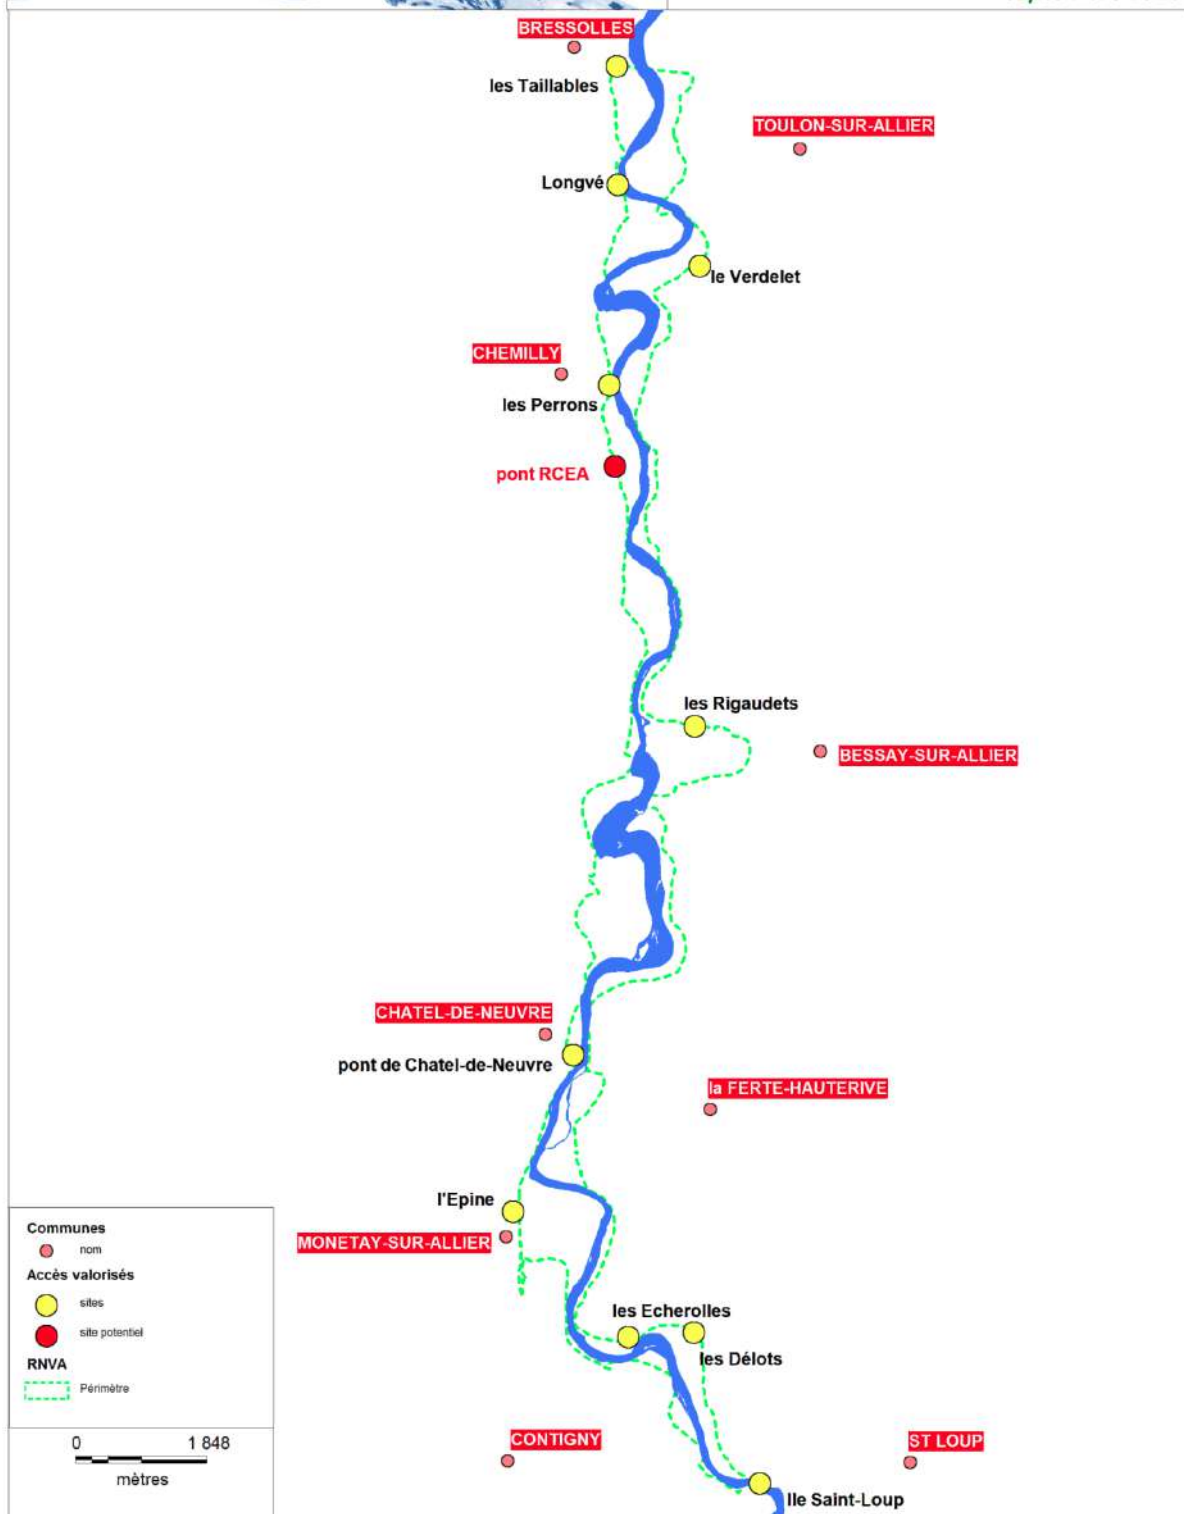 BRESSOLLES
les Taillables
TOULON-SUR-ALLIER
Longvé
le Verdelet
CHEMILLY
les Perrons
pont RCEA
les Rigaudets
BESSAY-SUR-ALLIER
CHATEL-DE-NEUVRE
pont de Chatel-de-Neuvre
la FERTE-HAUTERIVE
l'Epine
MONETAY-SUR-ALLIER
les Echerolles
les Délots
CONTIGNY
ST LOUP
Ile Saint-Loup
Communes
nom
Accès valorisés
sites
site potentiel
RNVA
Périmètre
0 1 848
mètres